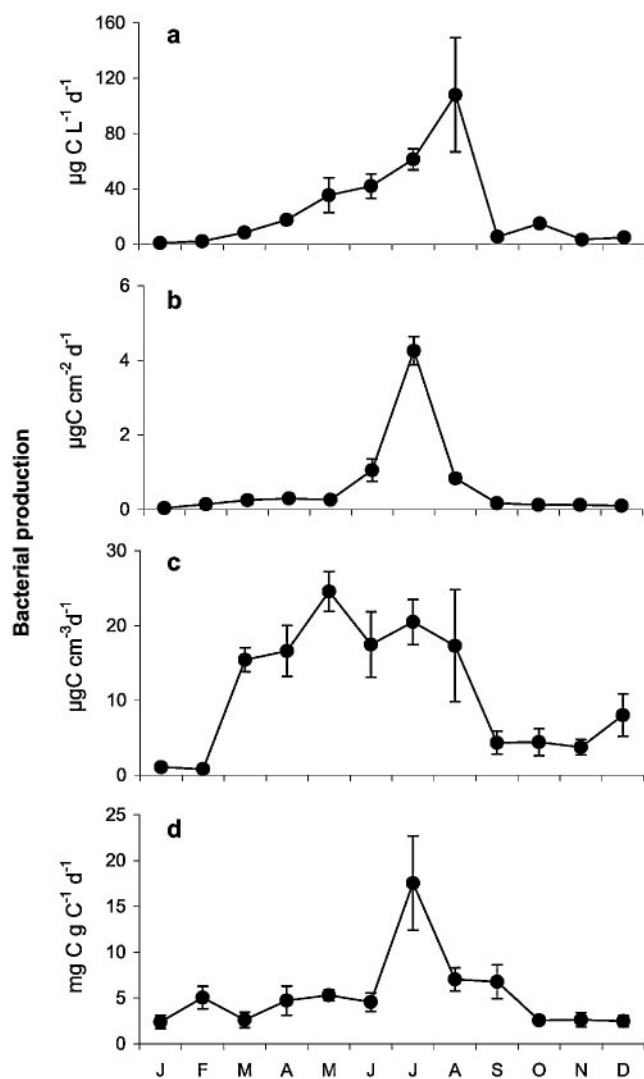 Bacterial production
a
µg C L⁻¹ d⁻¹
160
120
80
40
0
b
µgC cm⁻² d⁻¹
6
4
2
0
c
µgC cm⁻³d⁻¹
30
20
10
0
d
mg C g C⁻¹ d⁻¹
25
20
15
10
5
0
J F M A M J J A S O N D